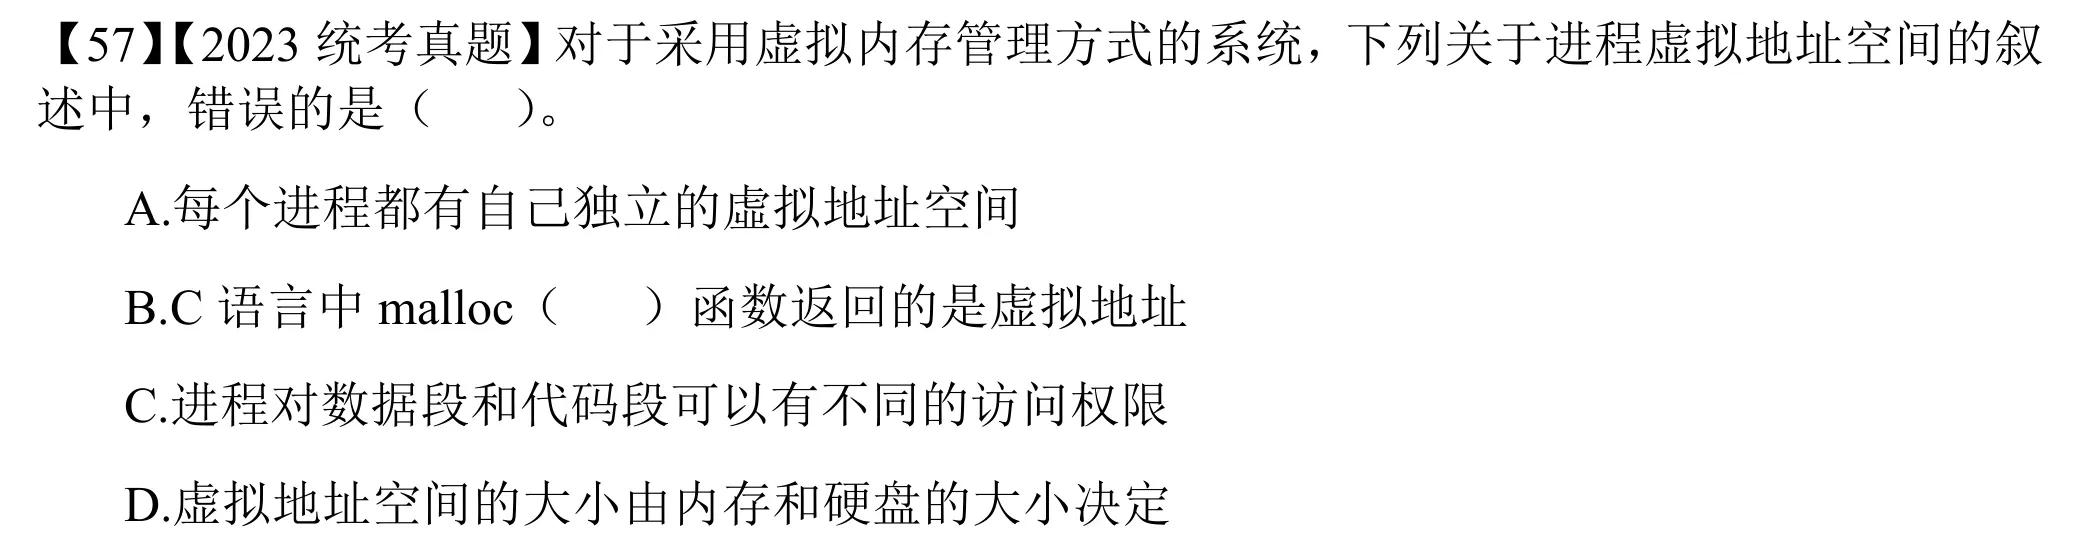 【57】【2023 统考真题】对于采用虚拟内存管理方式的系统，下列关于进程虚拟地址空间的叙
述中，错误的是（　　）。
A.每个进程都有自己独立的虚拟地址空间
B.C 语言中 malloc（　　）函数返回的是虚拟地址
C.进程对数据段和代码段可以有不同的访问权限
D.虚拟地址空间的大小由内存和硬盘的大小决定